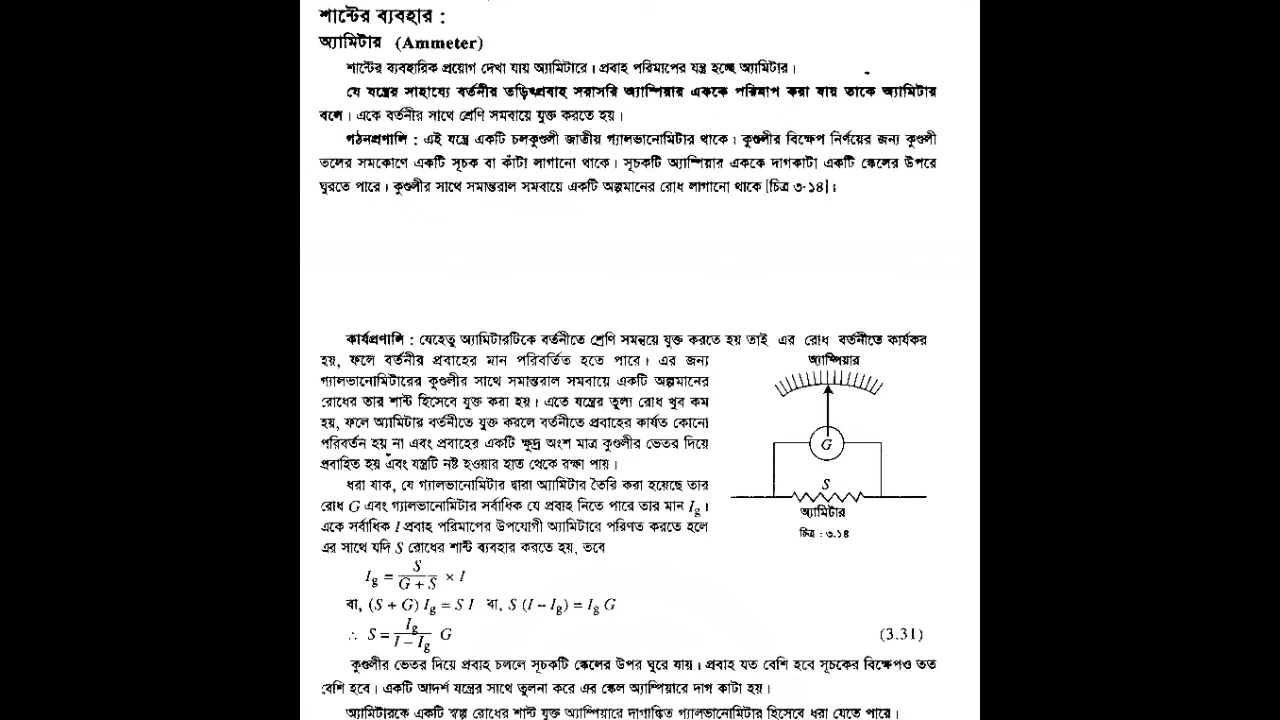 শান্টের ব্যবহার :
অ্যামিটার (Ammeter)
শান্টের ব্যবহারিক প্রয়োগ দেখা যায় অ্যামিটারে। প্রবাহ পরিমাপের যন্ত্র হচ্ছে অ্যামিটার।
যে যন্ত্রের সাহায্যে বর্তনীর তড়িৎপ্রবাহ সরাসরি অ্যাম্পিয়ার এককে পরিমাপ করা যায় তাকে অ্যামিটার
বলে। একে বর্তনীর সাথে শ্রেণি সমবায়ে যুক্ত করতে হয়।
গঠনপ্রণালি : এই যন্ত্রে একটি চলকুণ্ডলী জাতীয় গ্যালভানোমিটার থাকে। কুণ্ডলীর বিক্ষেপ নির্ণয়ের জন্য কুণ্ডলী
তলের সমকোণে একটি সূচক বা কাঁটা লাগানো থাকে। সূচকটি অ্যাম্পিয়ার এককে দাগকাটা একটি স্কেলের উপরে
ঘুরতে পারে। কুণ্ডলীর সাথে সমান্তরাল সমবায়ে একটি অল্পমানের রোধ লাগানো থাকে [চিত্র ৩·১৪]।
কার্যপ্রণালি : যেহেতু অ্যামিটারটিকে বর্তনীতে শ্রেণি সমন্বয়ে যুক্ত করতে হয় তাই এর রোধ বর্তনীতে কার্যকর
হয়, ফলে বর্তনীর প্রবাহের মান পরিবর্তিত হতে পারে। এর জন্য
গ্যালভানোমিটারের কুণ্ডলীর সাথে সমান্তরাল সমবায়ে একটি অল্পমানের
রোধের তার শান্ট হিসেবে যুক্ত করা হয়। এতে যন্ত্রের তুল্য রোধ খুব কম
হয়, ফলে অ্যামিটার বর্তনীতে যুক্ত করলে বর্তনীতে প্রবাহের কার্যত কোনো
পরিবর্তন হয় না এবং প্রবাহের একটি ক্ষুদ্র অংশ মাত্র কুণ্ডলীর ভেতর দিয়ে
প্রবাহিত হয় এবং যন্ত্রটি নষ্ট হওয়ার হাত থেকে রক্ষা পায়।
ধরা যাক, যে গ্যালভানোমিটার দ্বারা অ্যামিটার তৈরি করা হয়েছে তার
রোধ G এবং গ্যালভানোমিটার সর্বাধিক যে প্রবাহ নিতে পারে তার মান I_g।
একে সর্বাধিক I প্রবাহ পরিমাপের উপযোগী অ্যামিটারে পরিণত করতে হলে
এর সাথে যদি S রোধের শান্ট ব্যবহার করতে হয়, তবে
অ্যাম্পিয়ার
G
S
অ্যামিটার
চিত্র : ৩.১৪
I_g = S / (G + S) × I
বা, (S + G) I_g = S I বা, S (I – I_g) = I_g G
∴ S = I_g / (I – I_g) G (3.31)
কুণ্ডলীর ভেতর দিয়ে প্রবাহ চললে সূচকটি স্কেলের উপর ঘুরে যায়। প্রবাহ যত বেশি হবে সূচকের বিক্ষেপও তত
বেশি হবে। একটি আদর্শ যন্ত্রের সাথে তুলনা করে এর স্কেল অ্যাম্পিয়ারে দাগ কাটা হয়।
অ্যামিটারকে একটি স্বল্প রোধের শান্ট যুক্ত অ্যাম্পিয়ারে দাগাঙ্কিত গ্যালভানোমিটার হিসেবে ধরা যেতে পারে।